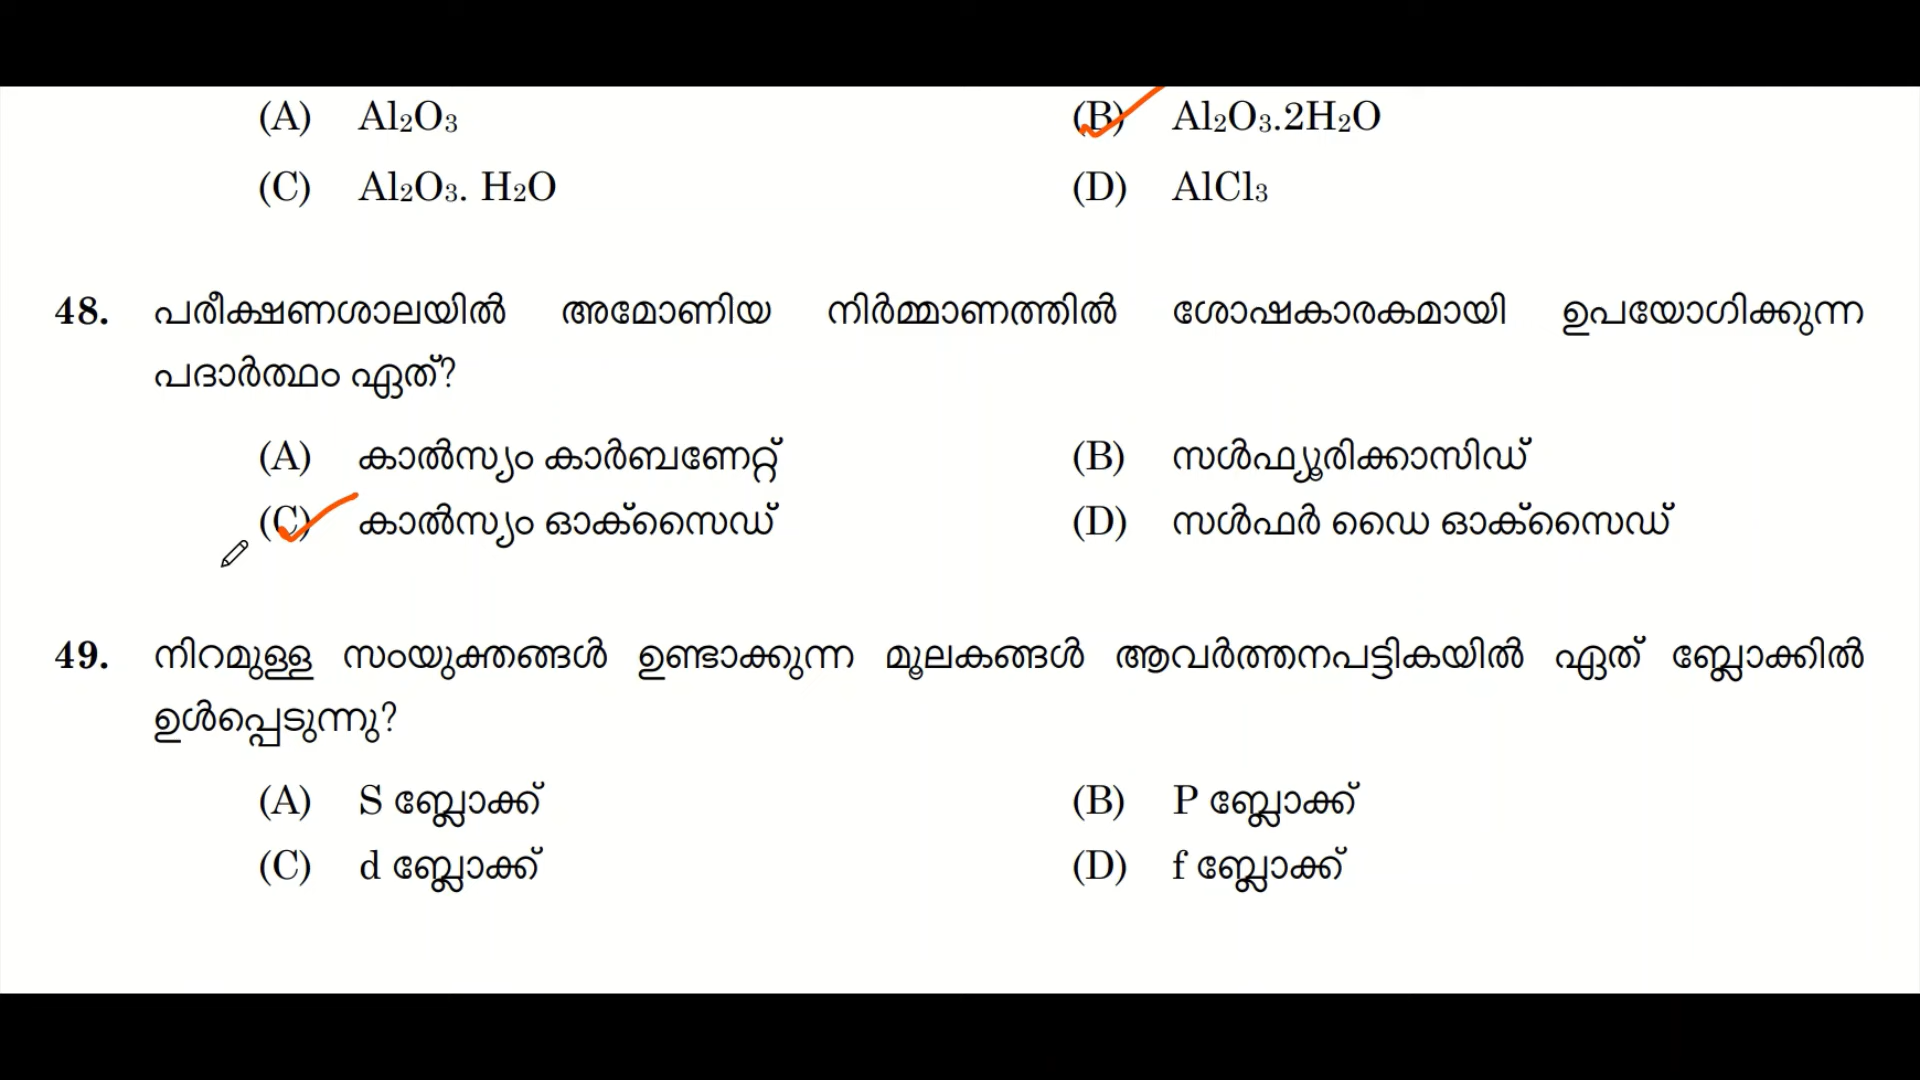 (A) Al₂O₃ (B) Al₂O₃.2H₂O
(C) Al₂O₃. H₂O (D) AlCl₃
48. പരീക്ഷണശാലയിൽ അമോണിയ നിർമ്മാണത്തിൽ ശോഷകാരകമായി ഉപയോഗിക്കുന്ന
പദാർത്ഥം ഏത്?
(A) കാൽസ്യം കാർബണേറ്റ് (B) സൾഫ്യൂരിക്കാസിഡ്
(C) കാൽസ്യം ഓക്സൈഡ് (D) സൾഫർ ഡൈ ഓക്സൈഡ്
49. നിറമുള്ള സംയുക്തങ്ങൾ ഉണ്ടാക്കുന്ന മൂലകങ്ങൾ ആവർത്തനപട്ടികയിൽ ഏത് ബ്ലോക്കിൽ
ഉൾപ്പെടുന്നു?
(A) S ബ്ലോക്ക് (B) P ബ്ലോക്ക്
(C) d ബ്ലോക്ക് (D) f ബ്ലോക്ക്